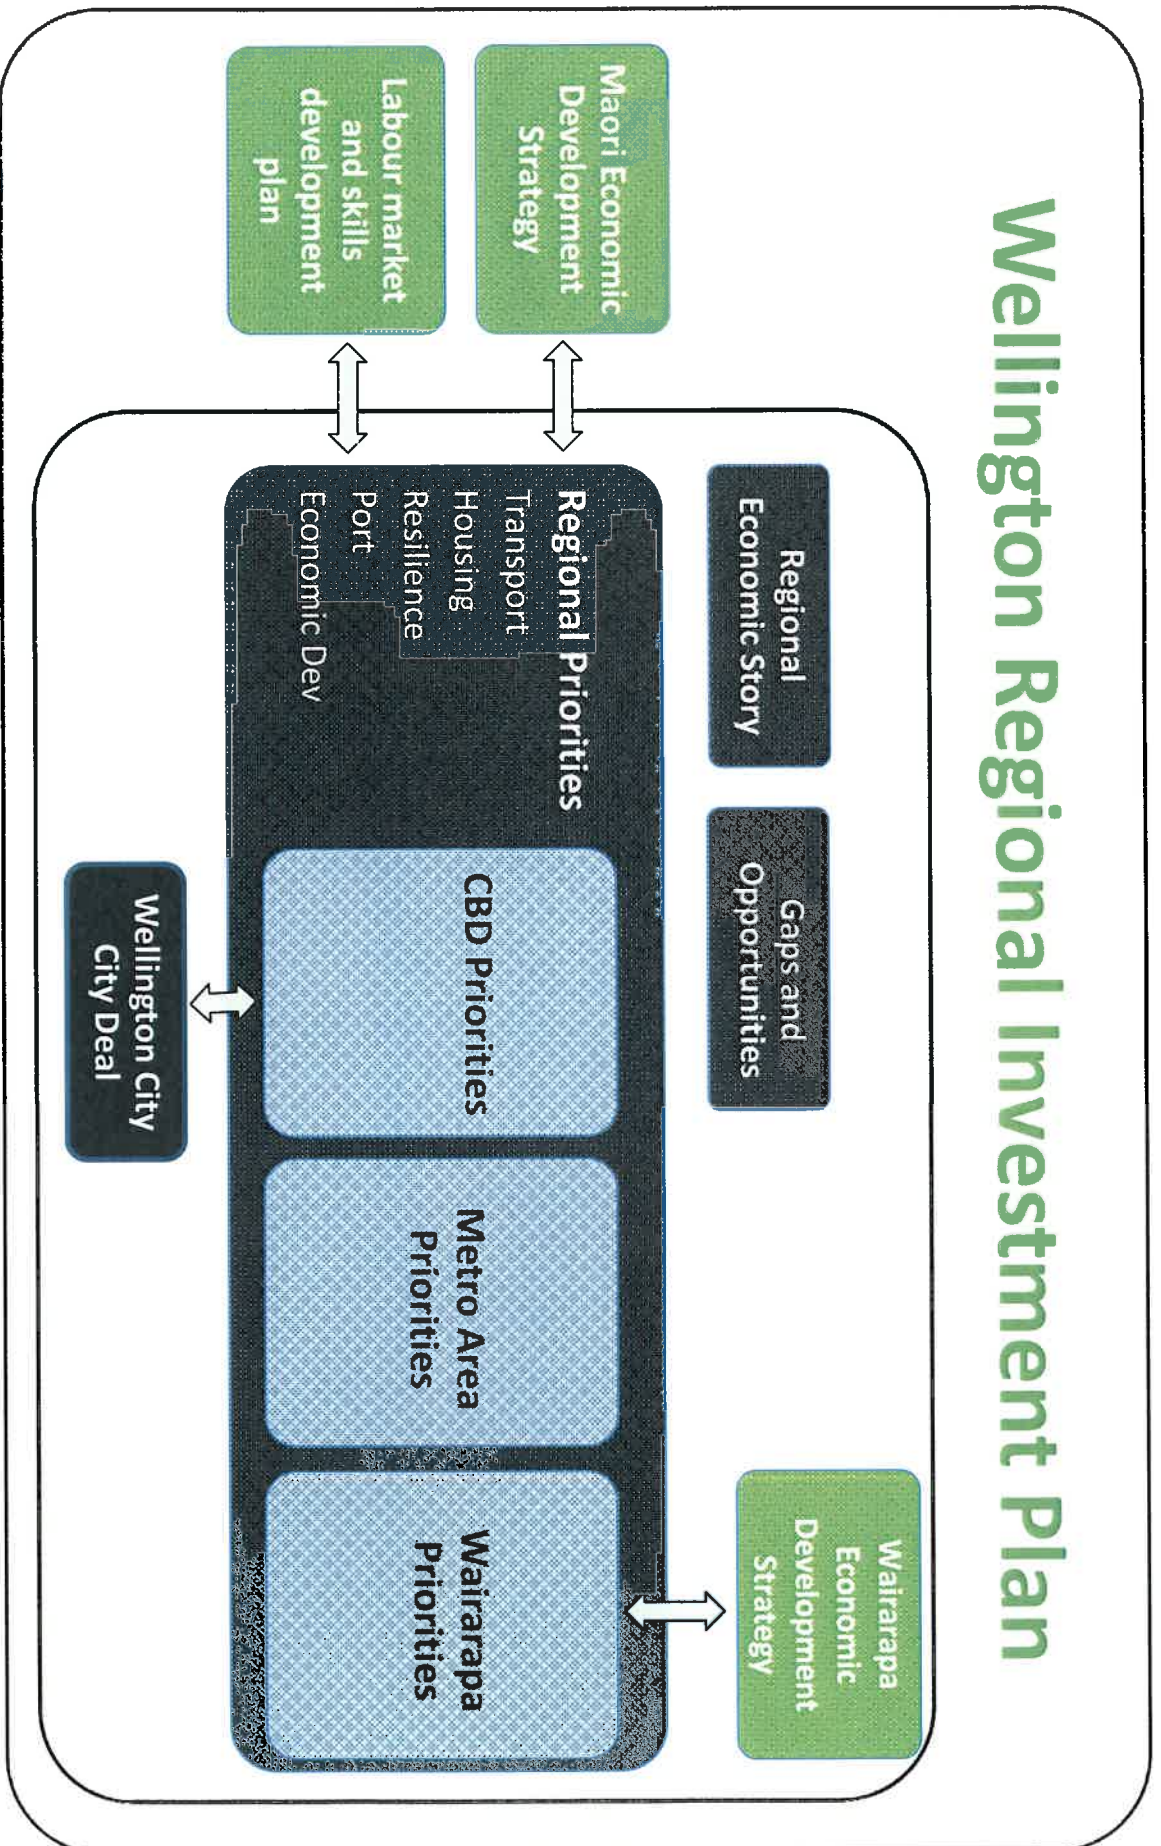 Wellington Regional Investment Plan
Regional
Economic Story
Gaps and
Opportunities
Wairarapa
Economic
Development
Strategy
Maori Economic
Development
Strategy
Labour market
and skills
development
plan
Regional Priorities
Transport
Housing
Resilience
Port
Economic Dev
CBD Priorities
Metro Area
Priorities
Wairarapa
Priorities
Wellington City
City Deal